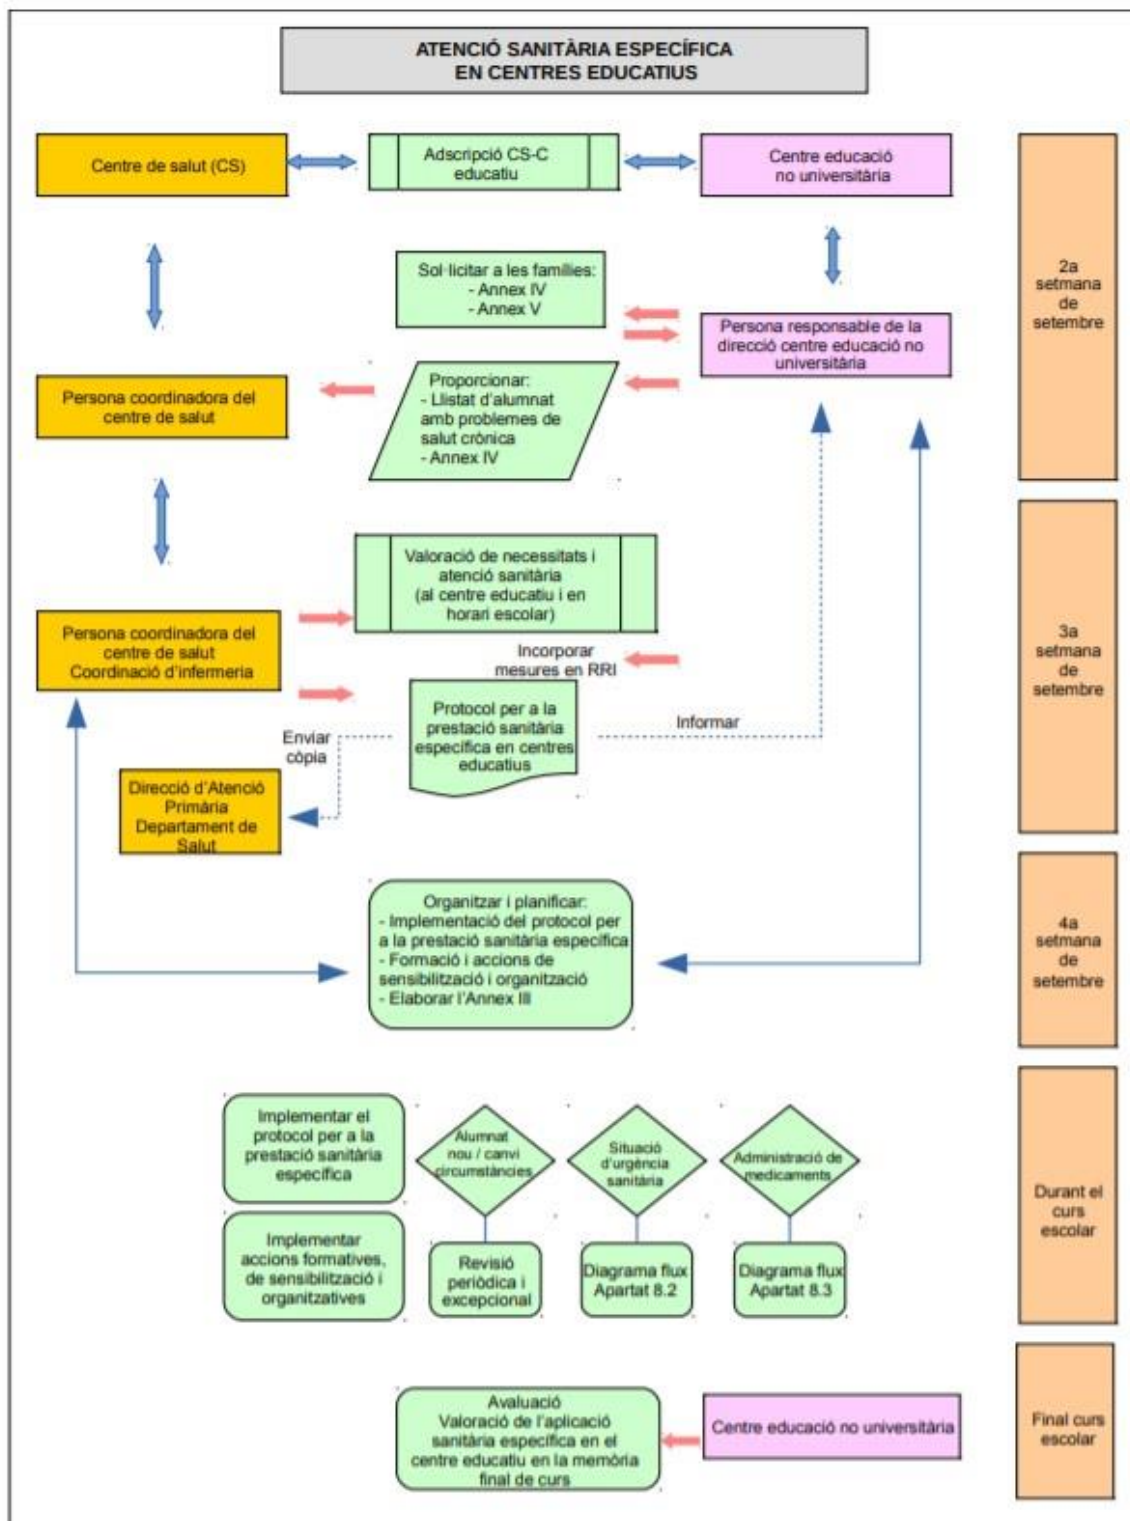 ATENCIÓ SANITÀRIA ESPECÍFICA
EN CENTRES EDUCATIUS
Centre de salut (CS)
Adscripció CS-C
educatiu
Centre educació
no universitària
Sol·licitar a les famílies:
- Annex IV
- Annex V
Persona responsable de la
direcció centre educació no
universitària
2a
setmana
de
setembre
Persona coordinadora del
centre de salut
Proporcionar:
- Llistat d'alumnat
amb problemes de
salut crònica
- Annex IV
Valoració de necessitats i
atenció sanitària
(al centre educatiu i en
horari escolar)
Persona coordinadora del
centre de salut
Coordinació d'infermeria
3a
setmana
de
setembre
Incorporar
mesures en RRI
Protocol per a la
prestació sanitària
específica en centres
educatius
Informar
Enviar
còpia
Direcció d'Atenció
Primària
Departament de
Salut
Organitzar i planificar:
- Implementació del protocol per
a la prestació sanitària específica
- Formació i accions de
sensibilització i organització
- Elaborar l'Annex III
4a
setmana
de
setembre
Implementar el
protocol per a la
prestació sanitària
específica
Alumnat
nou / canvi
circumstàncies
Situació
d'urgència
sanitària
Administració de
medicaments
Implementar
accions formatives,
de sensibilització i
organitzatives
Revisió
periòdica i
excepcional
Diagrama flux
Apartat 8.2
Diagrama flux
Apartat 8.3
Durant el
curs
escolar
Avaluació
Valoració de l'aplicació
sanitària específica en el
centre educatiu en la memòria
final de curs
Centre educació no universitària
Final curs
escolar